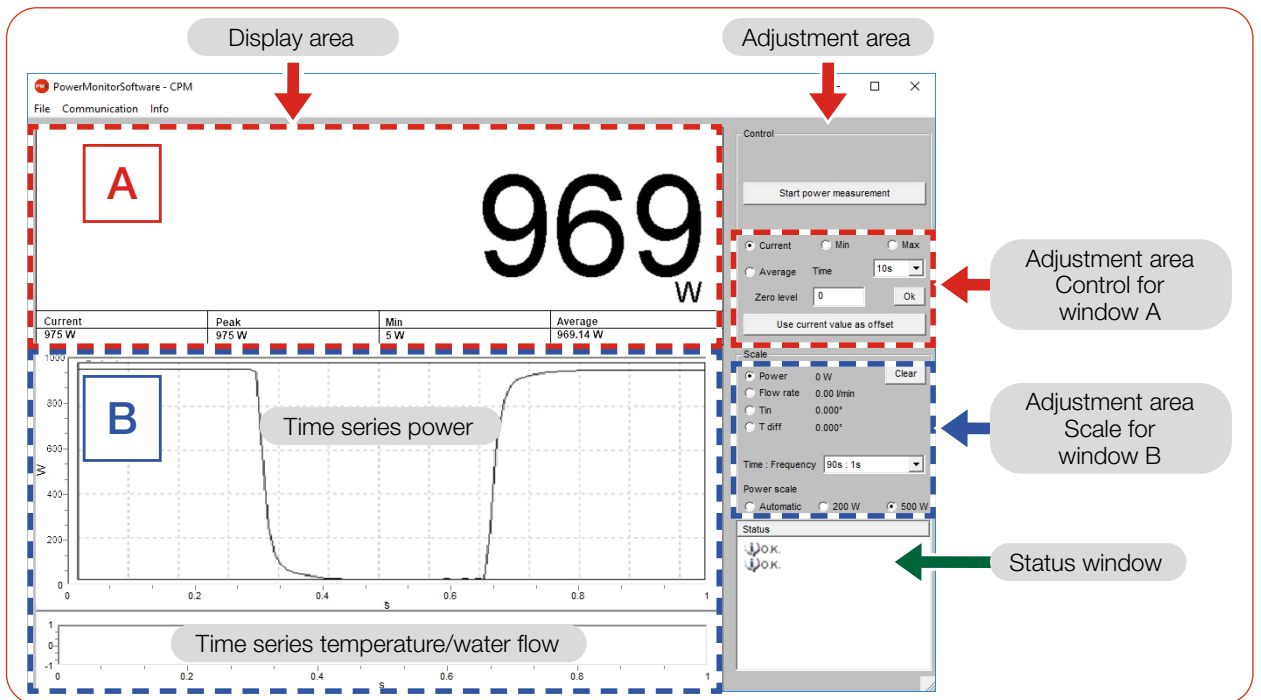 Display area
Adjustment area
PM PowerMonitorSoftware - CPM
File Communication Info
A
969
W
Current Peak Min Average
975 W 975 W 5 W 969.14 W
Control
Start power measurement
Current Min Max
Average Time 10s
Zero level 0 Ok
Use current value as offset
Adjustment area
Control for
window A
B
Time series power
1000
800
600
400
200
0
W
0 0.2 0.4 0.6 0.8 1
s
Time series temperature/water flow
1
0
-1
0 0.2 0.4 0.6 0.8 1
s
Scale
Power 0 W Clear
Flow rate 0.00 l/min
Tin 0.000°
T diff 0.000°
Time : Frequency 90s : 1s
Power scale
Automatic 200 W 500 W
Adjustment area
Scale for
window B
Status
O.K.
O.K.
Status window